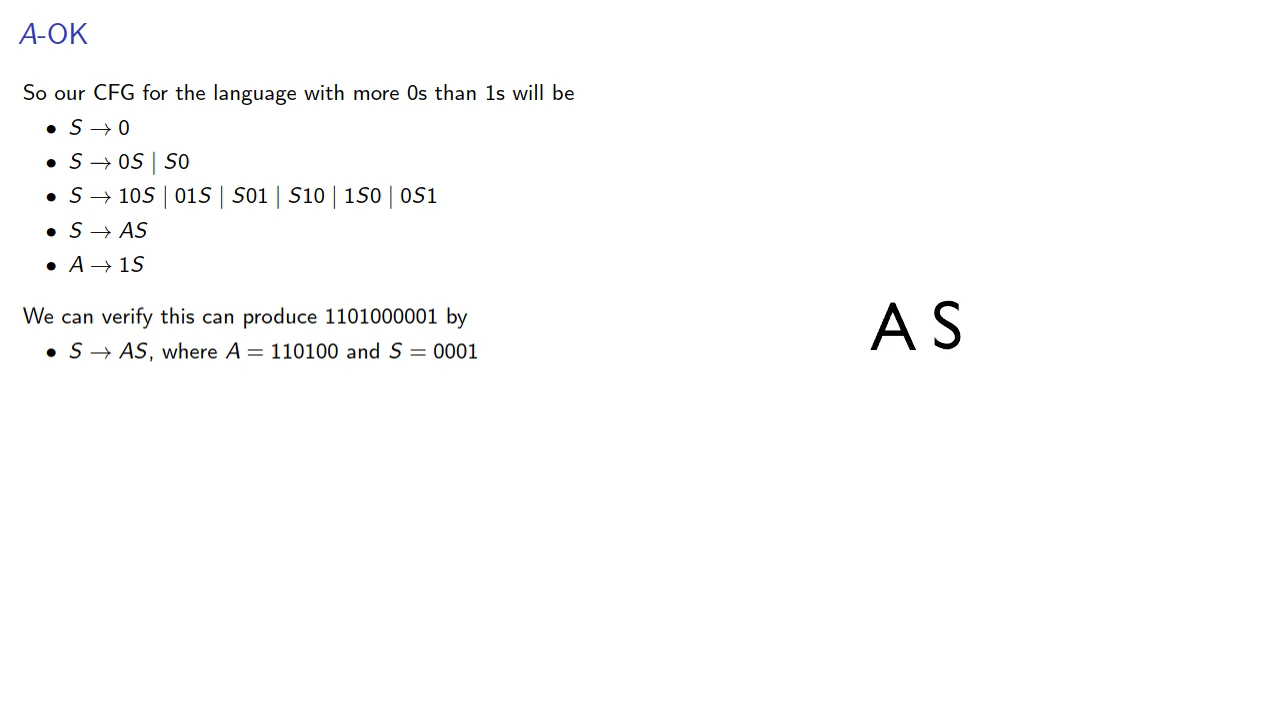 A-OK
So our CFG for the language with more 0s than 1s will be
• S → 0
• S → 0S | S0
• S → 10S | 01S | S01 | S10 | 1S0 | 0S1
• S → AS
• A → 1S
We can verify this can produce 1101000001 by
• S → AS, where A = 110100 and S = 0001
A S